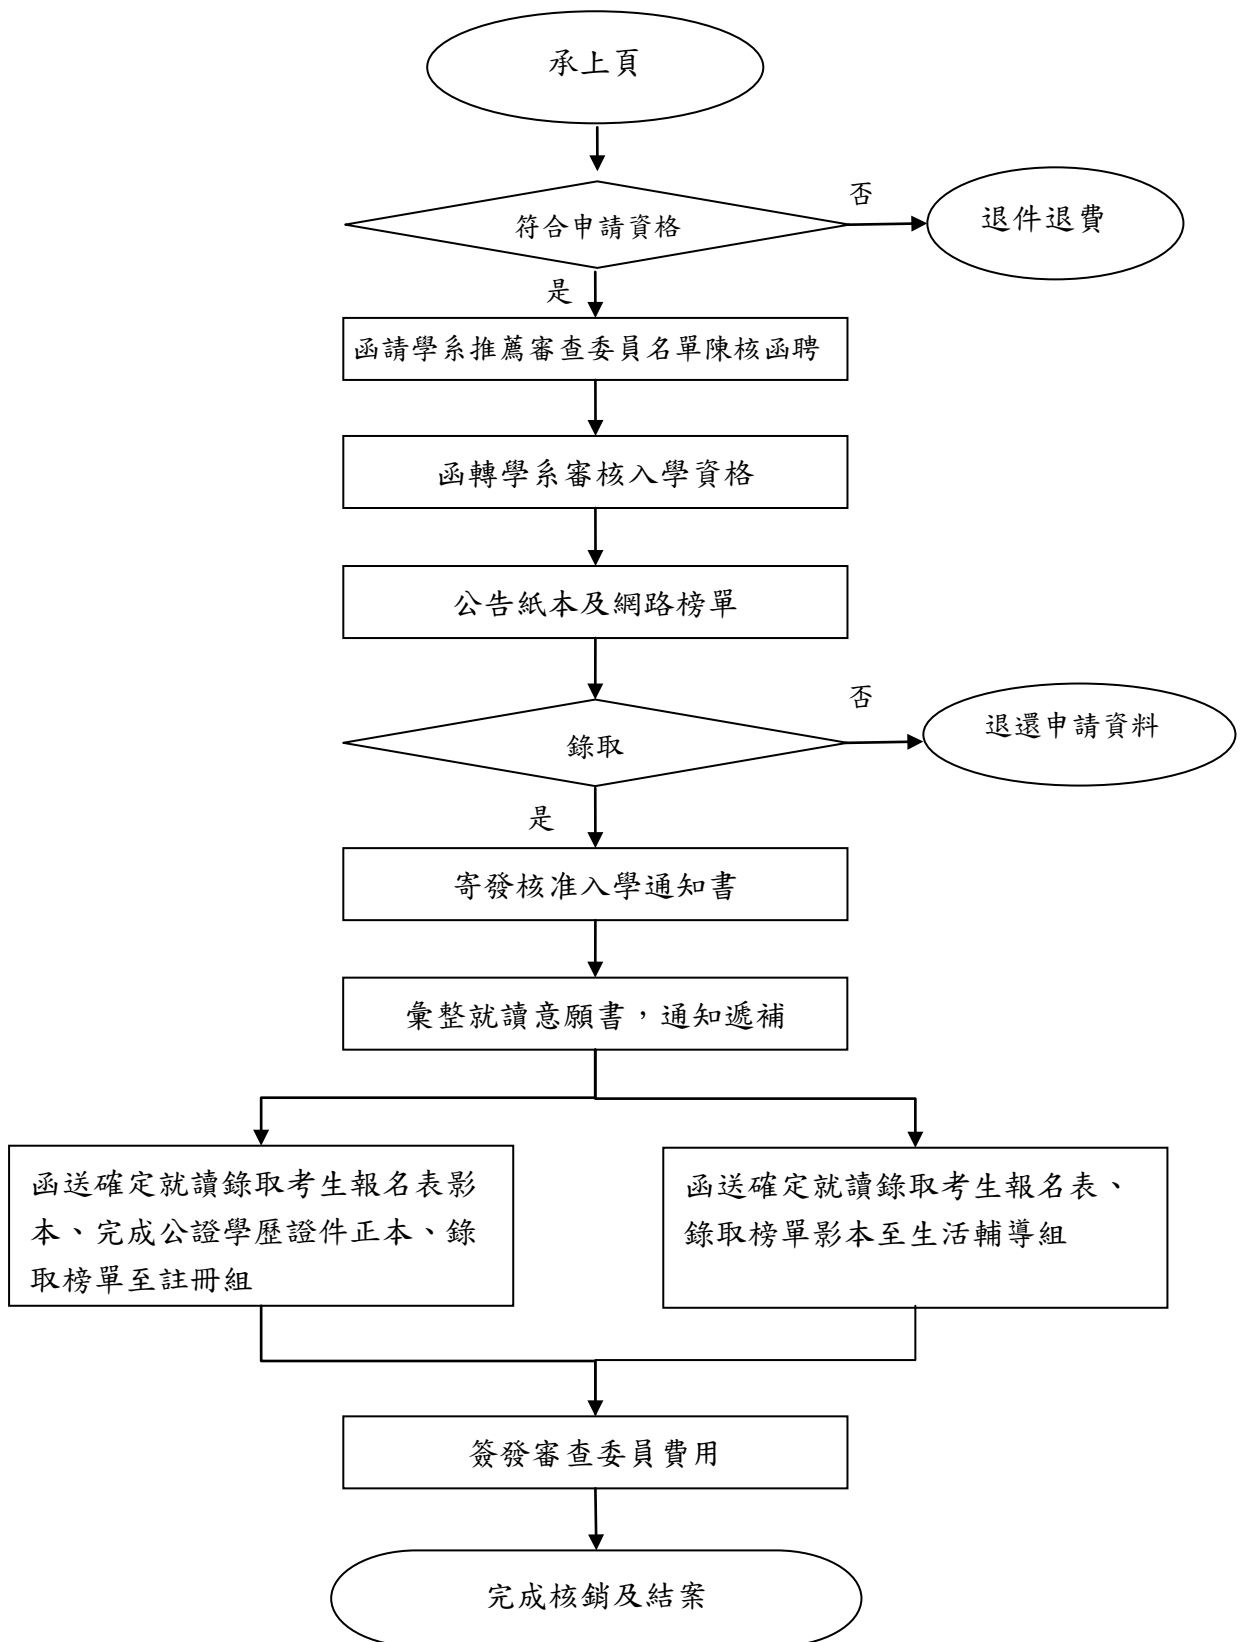 承上頁
符合申請資格
否
退件退費
是
函請學系推薦審查委員名單陳核函聘
函轉學系審核入學資格
公告紙本及網路榜單
錄取
否
退還申請資料
是
寄發核准入學通知書
彙整就讀意願書，通知遞補
函送確定就讀錄取考生報名表影
本、完成公證學歷證件正本、錄
取榜單至註冊組
函送確定就讀錄取考生報名表、
錄取榜單影本至生活輔導組
簽發審查委員費用
完成核銷及結案